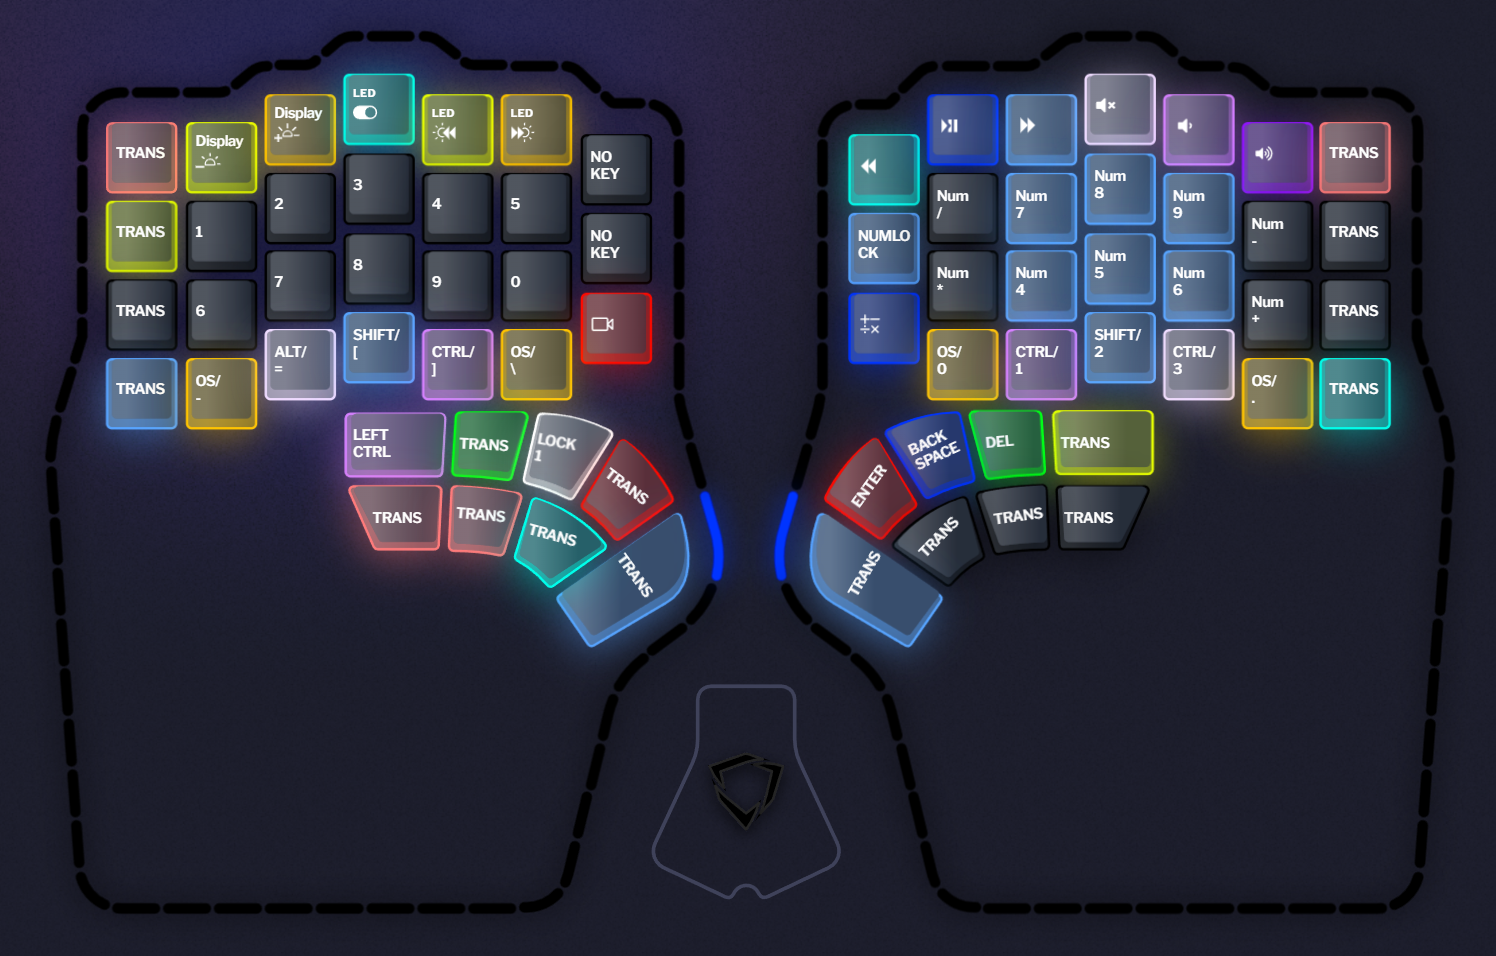 TRANS
Display
Display
LED
LED
LED
NO
KEY
TRANS
1
2
3
4
5
NO
KEY
TRANS
6
7
8
9
0
TRANS
OS/
-
ALT/
=
SHIFT/
[
CTRL/
]
OS/
\
LEFT
CTRL
TRANS
LOCK
1
TRANS
TRANS
TRANS
TRANS
TRANS
TRANS
Num
/
Num
7
Num
8
Num
9
Num
-
TRANS
NUMLO
CK
Num
*
Num
4
Num
5
Num
6
Num
+
TRANS
OS/
0
CTRL/
1
SHIFT/
2
CTRL/
3
OS/
.
TRANS
ENTER
BACK
SPACE
DEL
TRANS
TRANS
TRANS
TRANS
TRANS